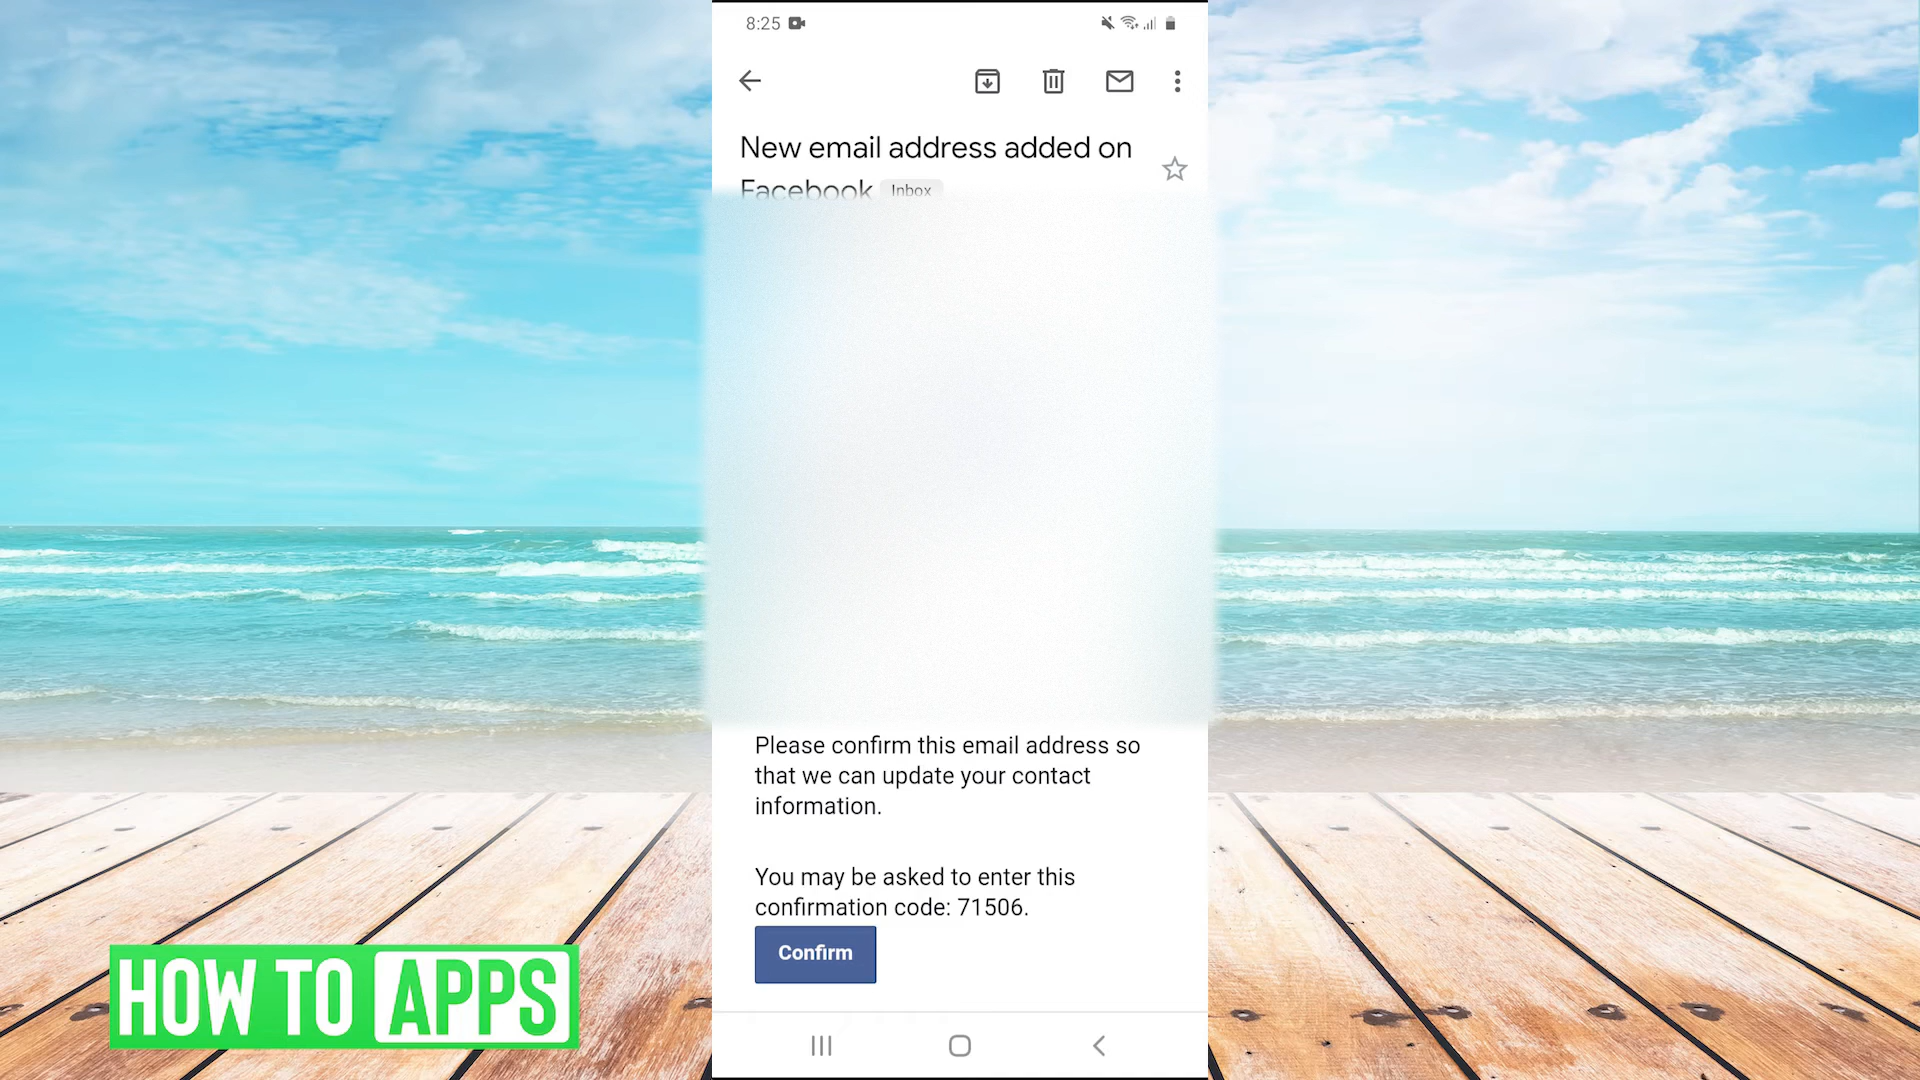 8:25
New email address added on
Facebook Inbox
Please confirm this email address so
that we can update your contact
information.
You may be asked to enter this
confirmation code: 71506.
Confirm
HOW TO APPS